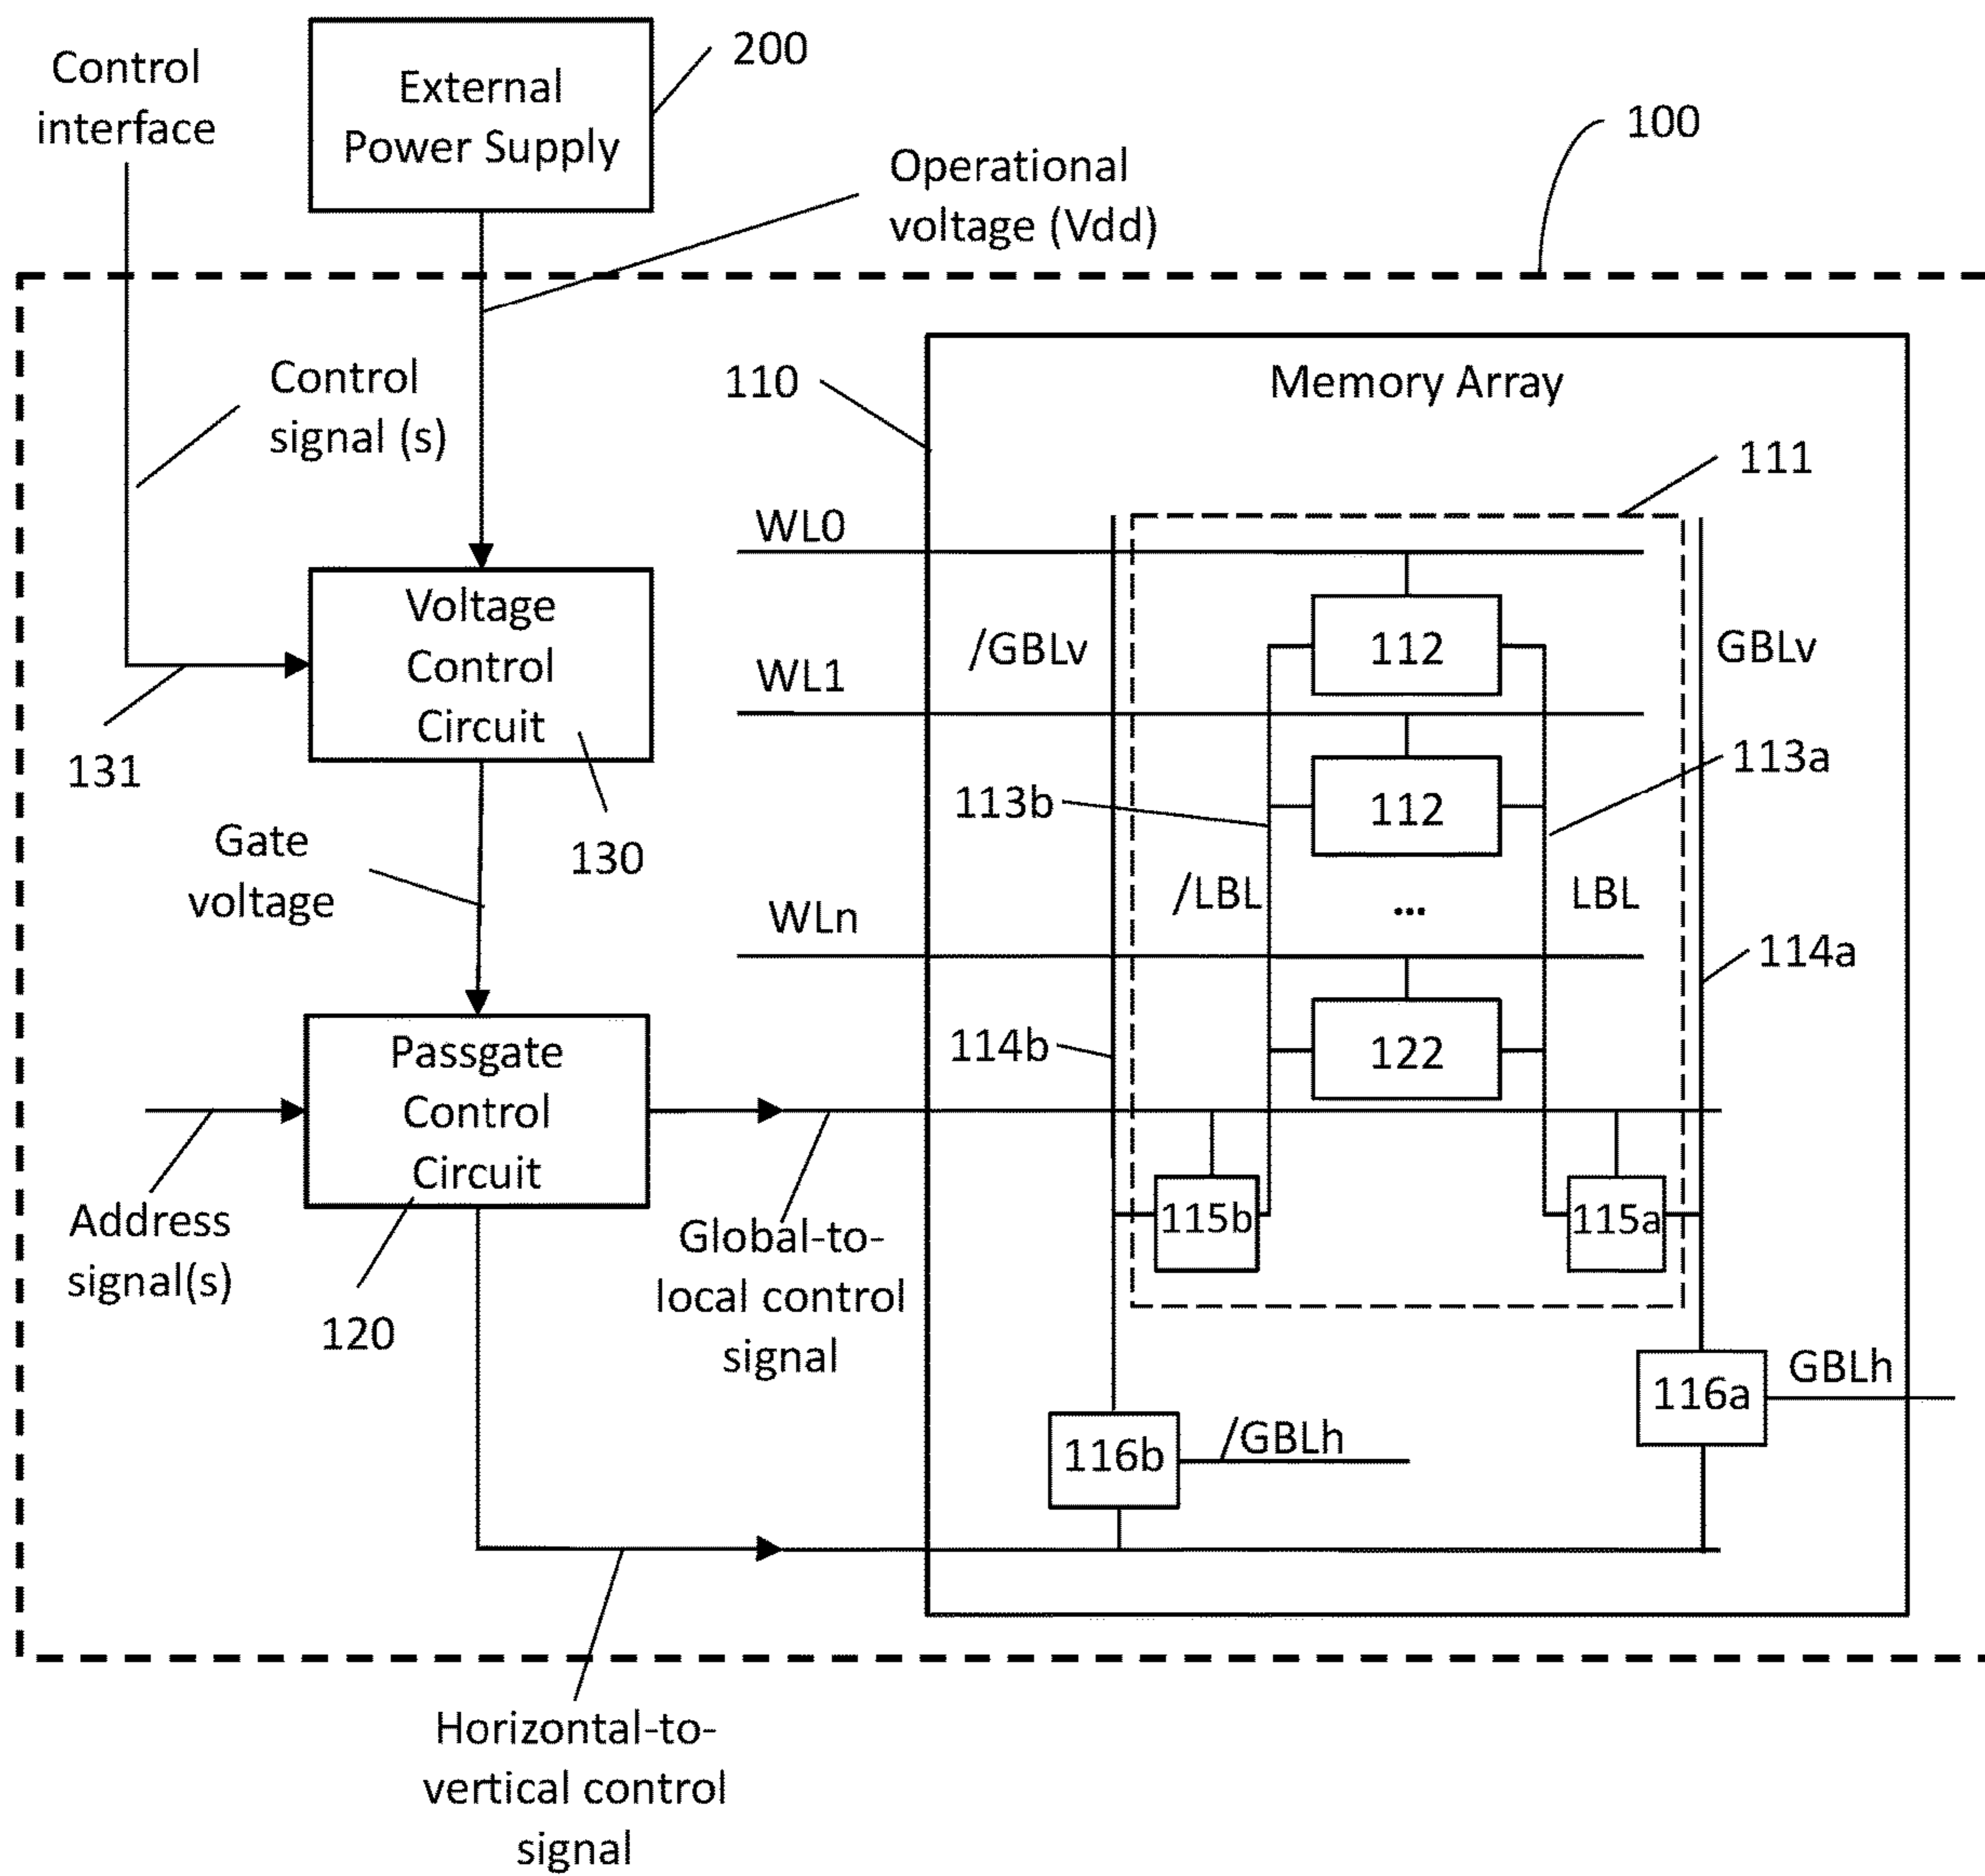 Control
interface
External
Power Supply
200
Operational
voltage (Vdd)
100
Control
signal (s)
110
Memory Array
111
WL0
Voltage
Control
Circuit
/GBLv
112
GBLv
WL1
131
130
113b
112
113a
Gate
voltage
/LBL
...
LBL
WLn
114a
114b
122
Passgate
Control
Circuit
115b
115a
Address
signal(s)
120
Global-to-
local control
signal
116a
GBLh
116b
/GBLh
Horizontal-to-
vertical control
signal